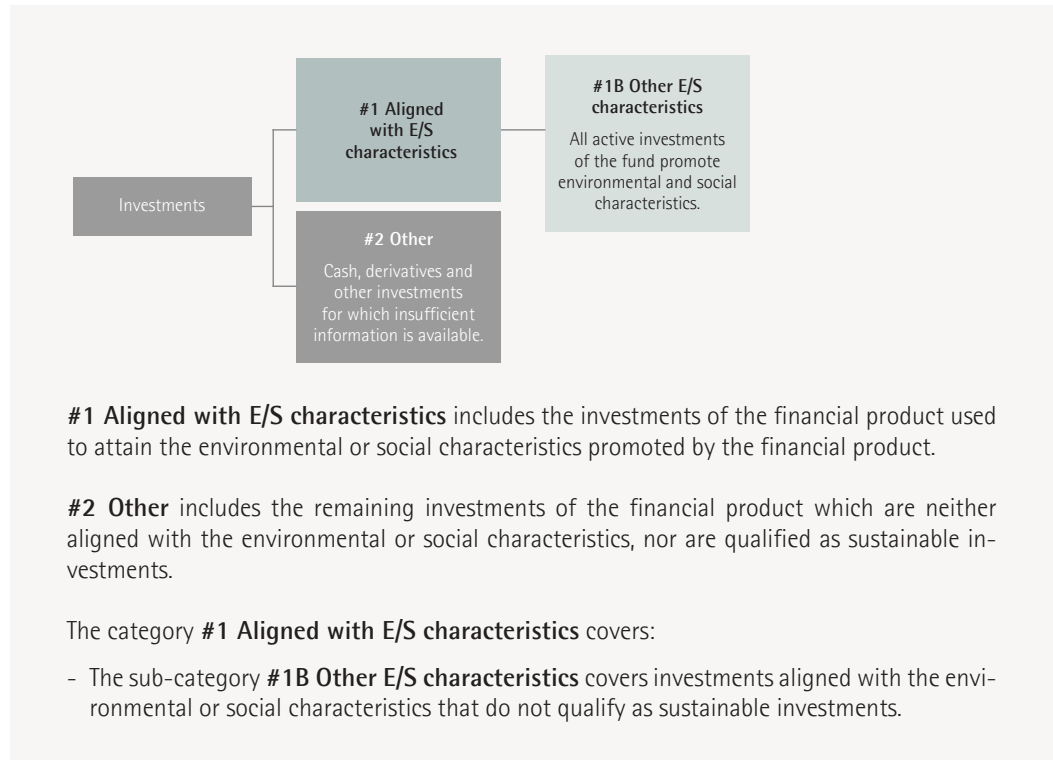 Investments
#1 Aligned
with E/S
characteristics
#1B Other E/S
characteristics
All active investments
of the fund promote
environmental and social
characteristics.
#2 Other
Cash, derivatives and
other investments
for which insufficient
information is available.
#1 Aligned with E/S characteristics includes the investments of the financial product used
to attain the environmental or social characteristics promoted by the financial product.
#2 Other includes the remaining investments of the financial product which are neither
aligned with the environmental or social characteristics, nor are qualified as sustainable in-
vestments.
The category #1 Aligned with E/S characteristics covers:
- The sub-category #1B Other E/S characteristics covers investments aligned with the envi-
ronmental or social characteristics that do not qualify as sustainable investments.